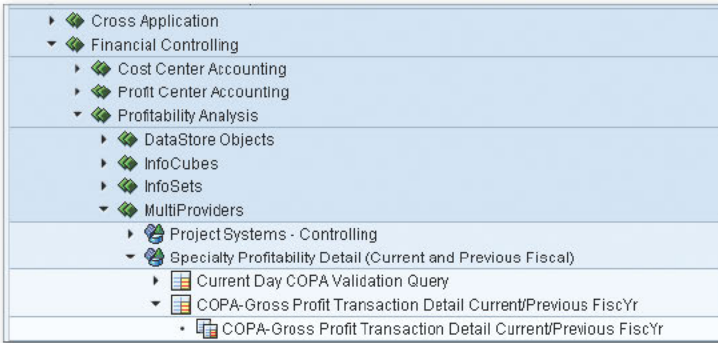 Cross Application
Financial Controlling
Cost Center Accounting
Profit Center Accounting
Profitability Analysis
DataStore Objects
InfoCubes
InfoSets
MultiProviders
Project Systems - Controlling
Specialty Profitability Detail (Current and Previous Fiscal)
Current Day COPA Validation Query
COPA-Gross Profit Transaction Detail Current/Previous FiscYr
COPA-Gross Profit Transaction Detail Current/Previous FiscYr